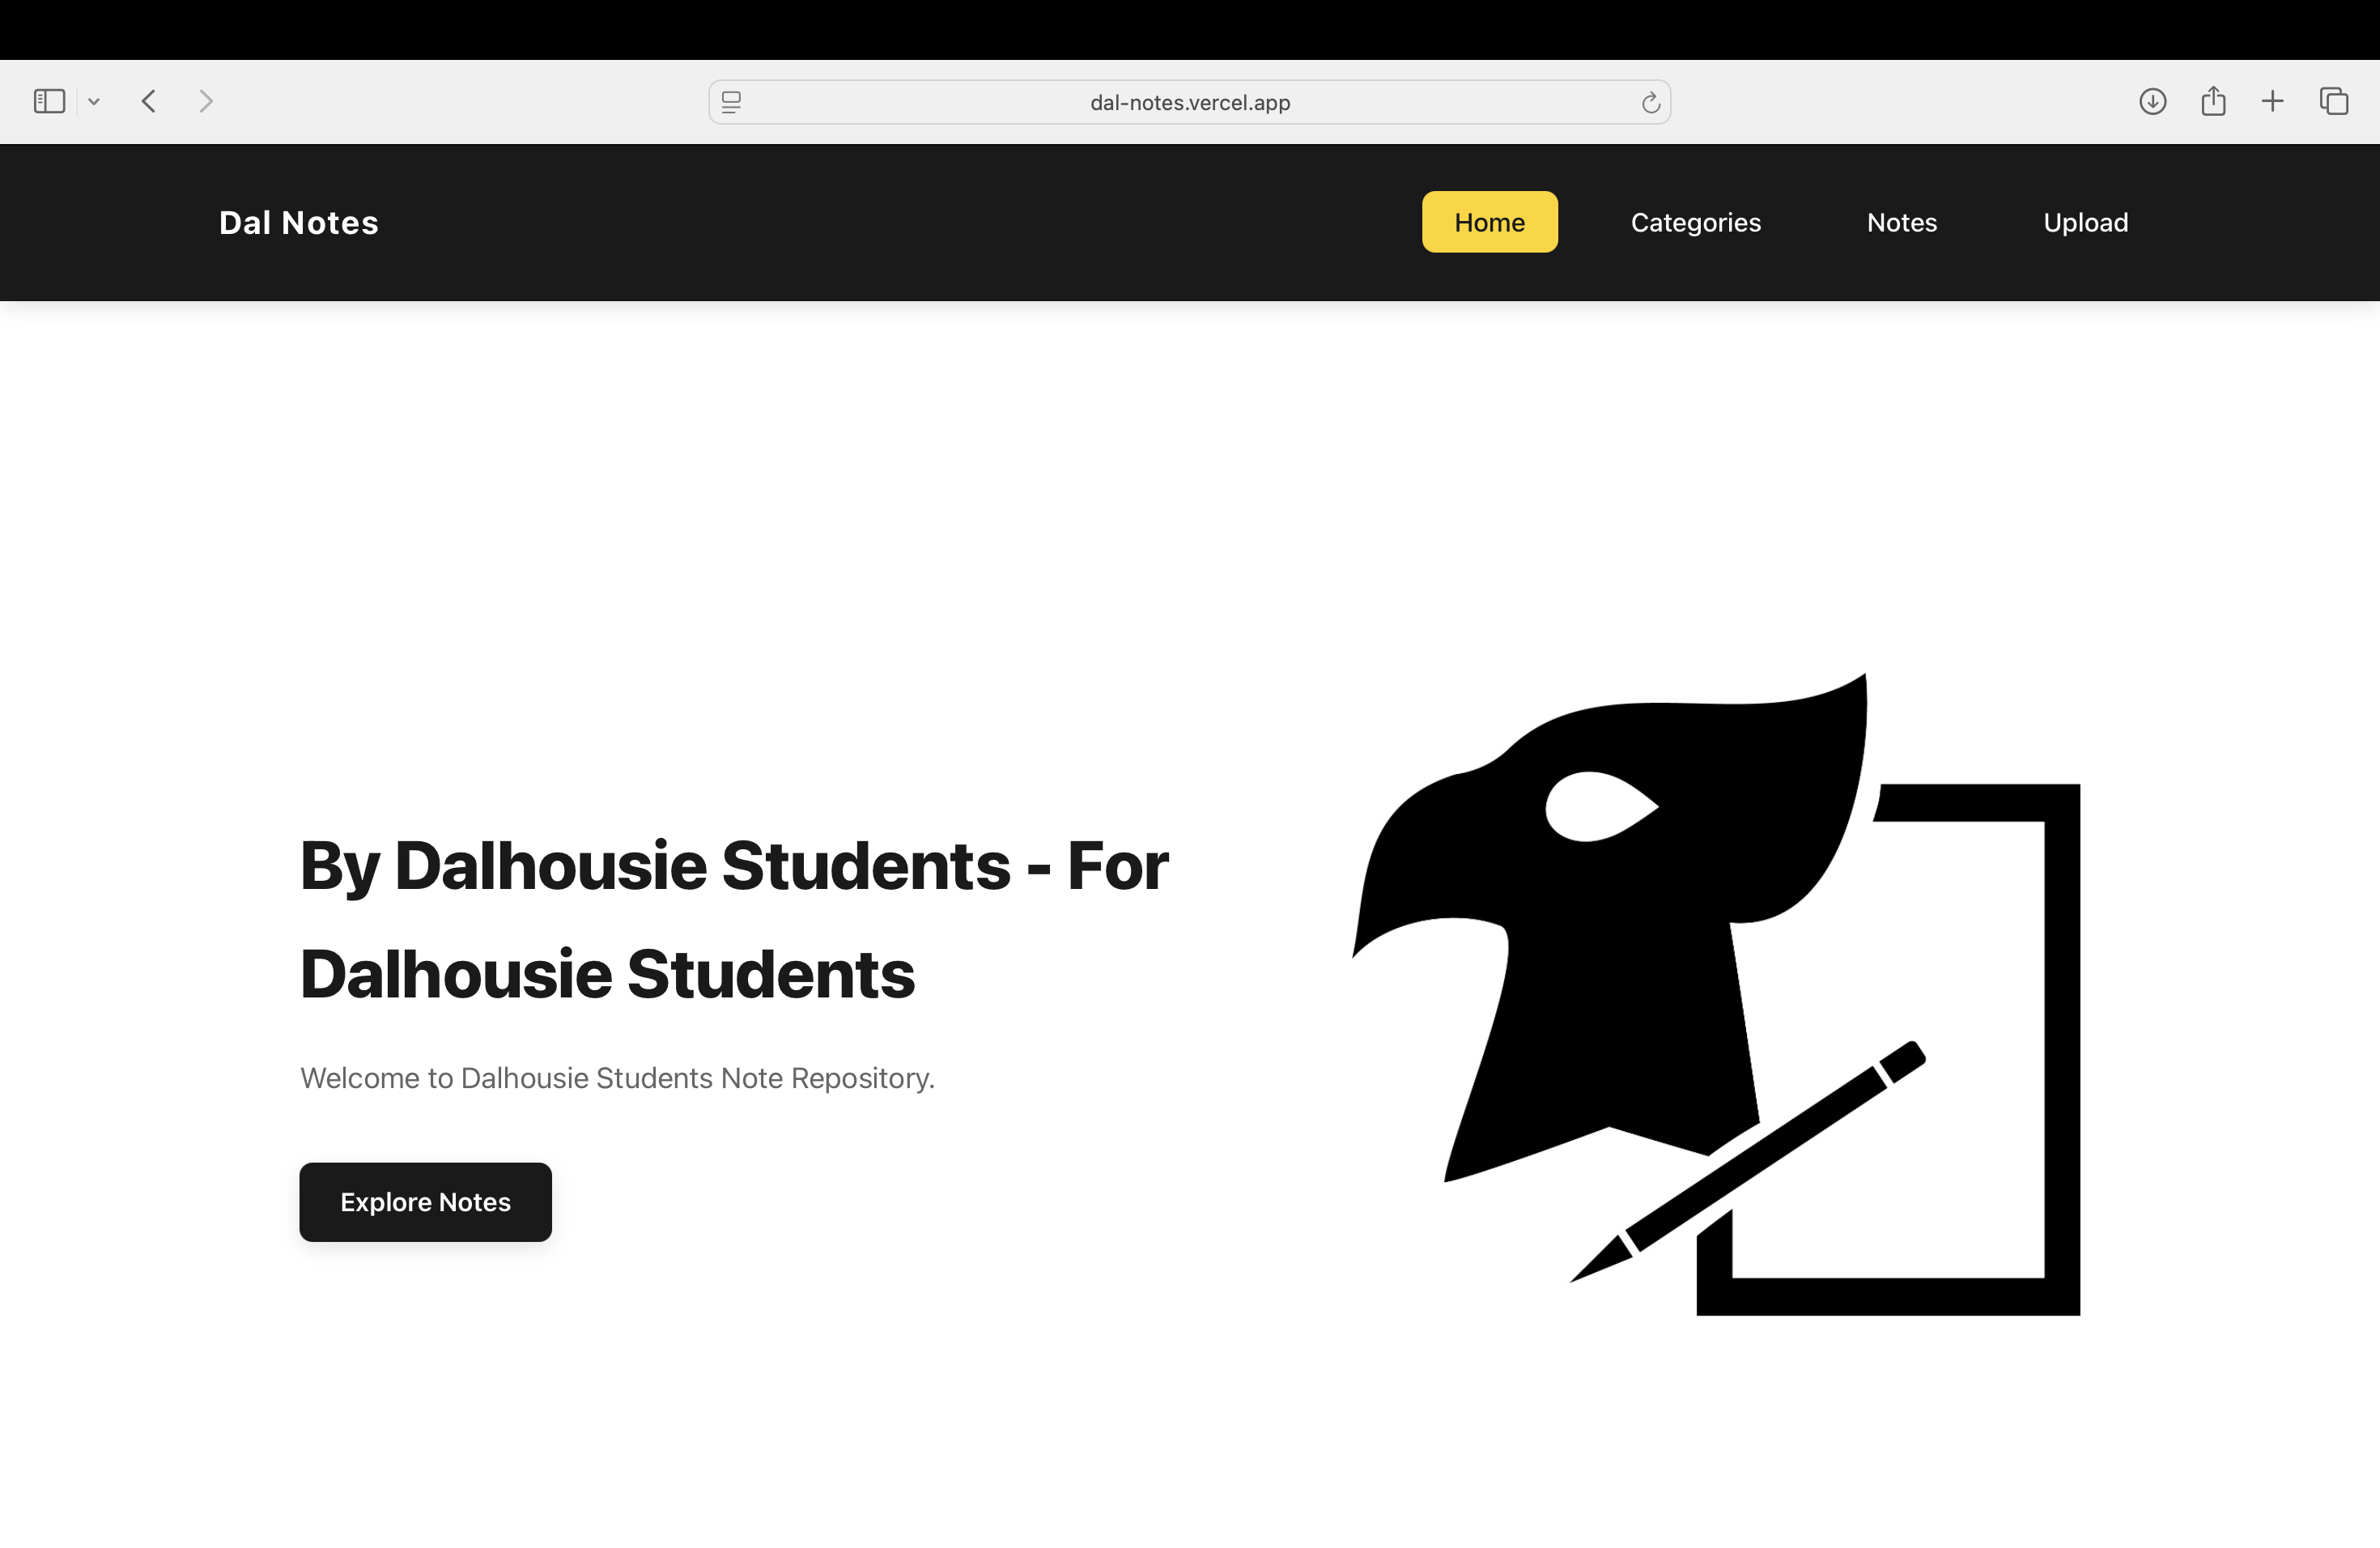 dal-notes.vercel.app
Dal Notes
Home
Categories
Notes
Upload
By Dalhousie Students - For
Dalhousie Students
Welcome to Dalhousie Students Note Repository.
Explore Notes